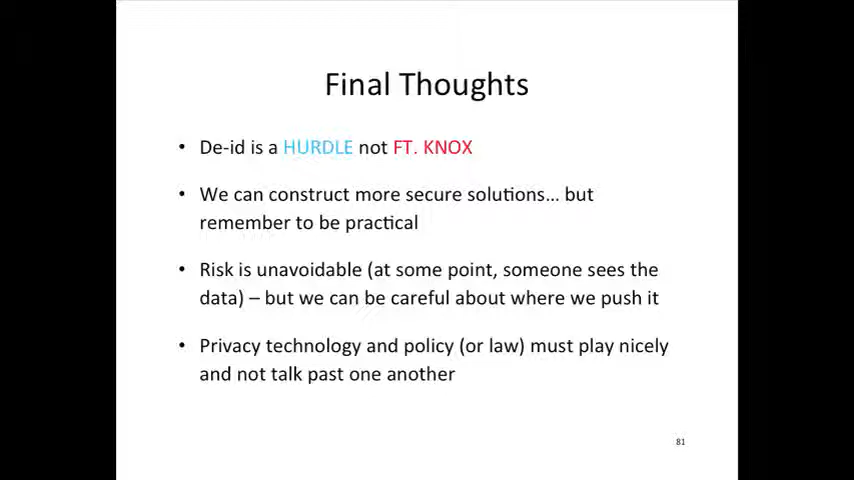 Final Thoughts
• De-id is a HURDLE not FT. KNOX
• We can construct more secure solutions... but
remember to be practical
• Risk is unavoidable (at some point, someone sees the
data) – but we can be careful about where we push it
• Privacy technology and policy (or law) must play nicely
and not talk past one another
81